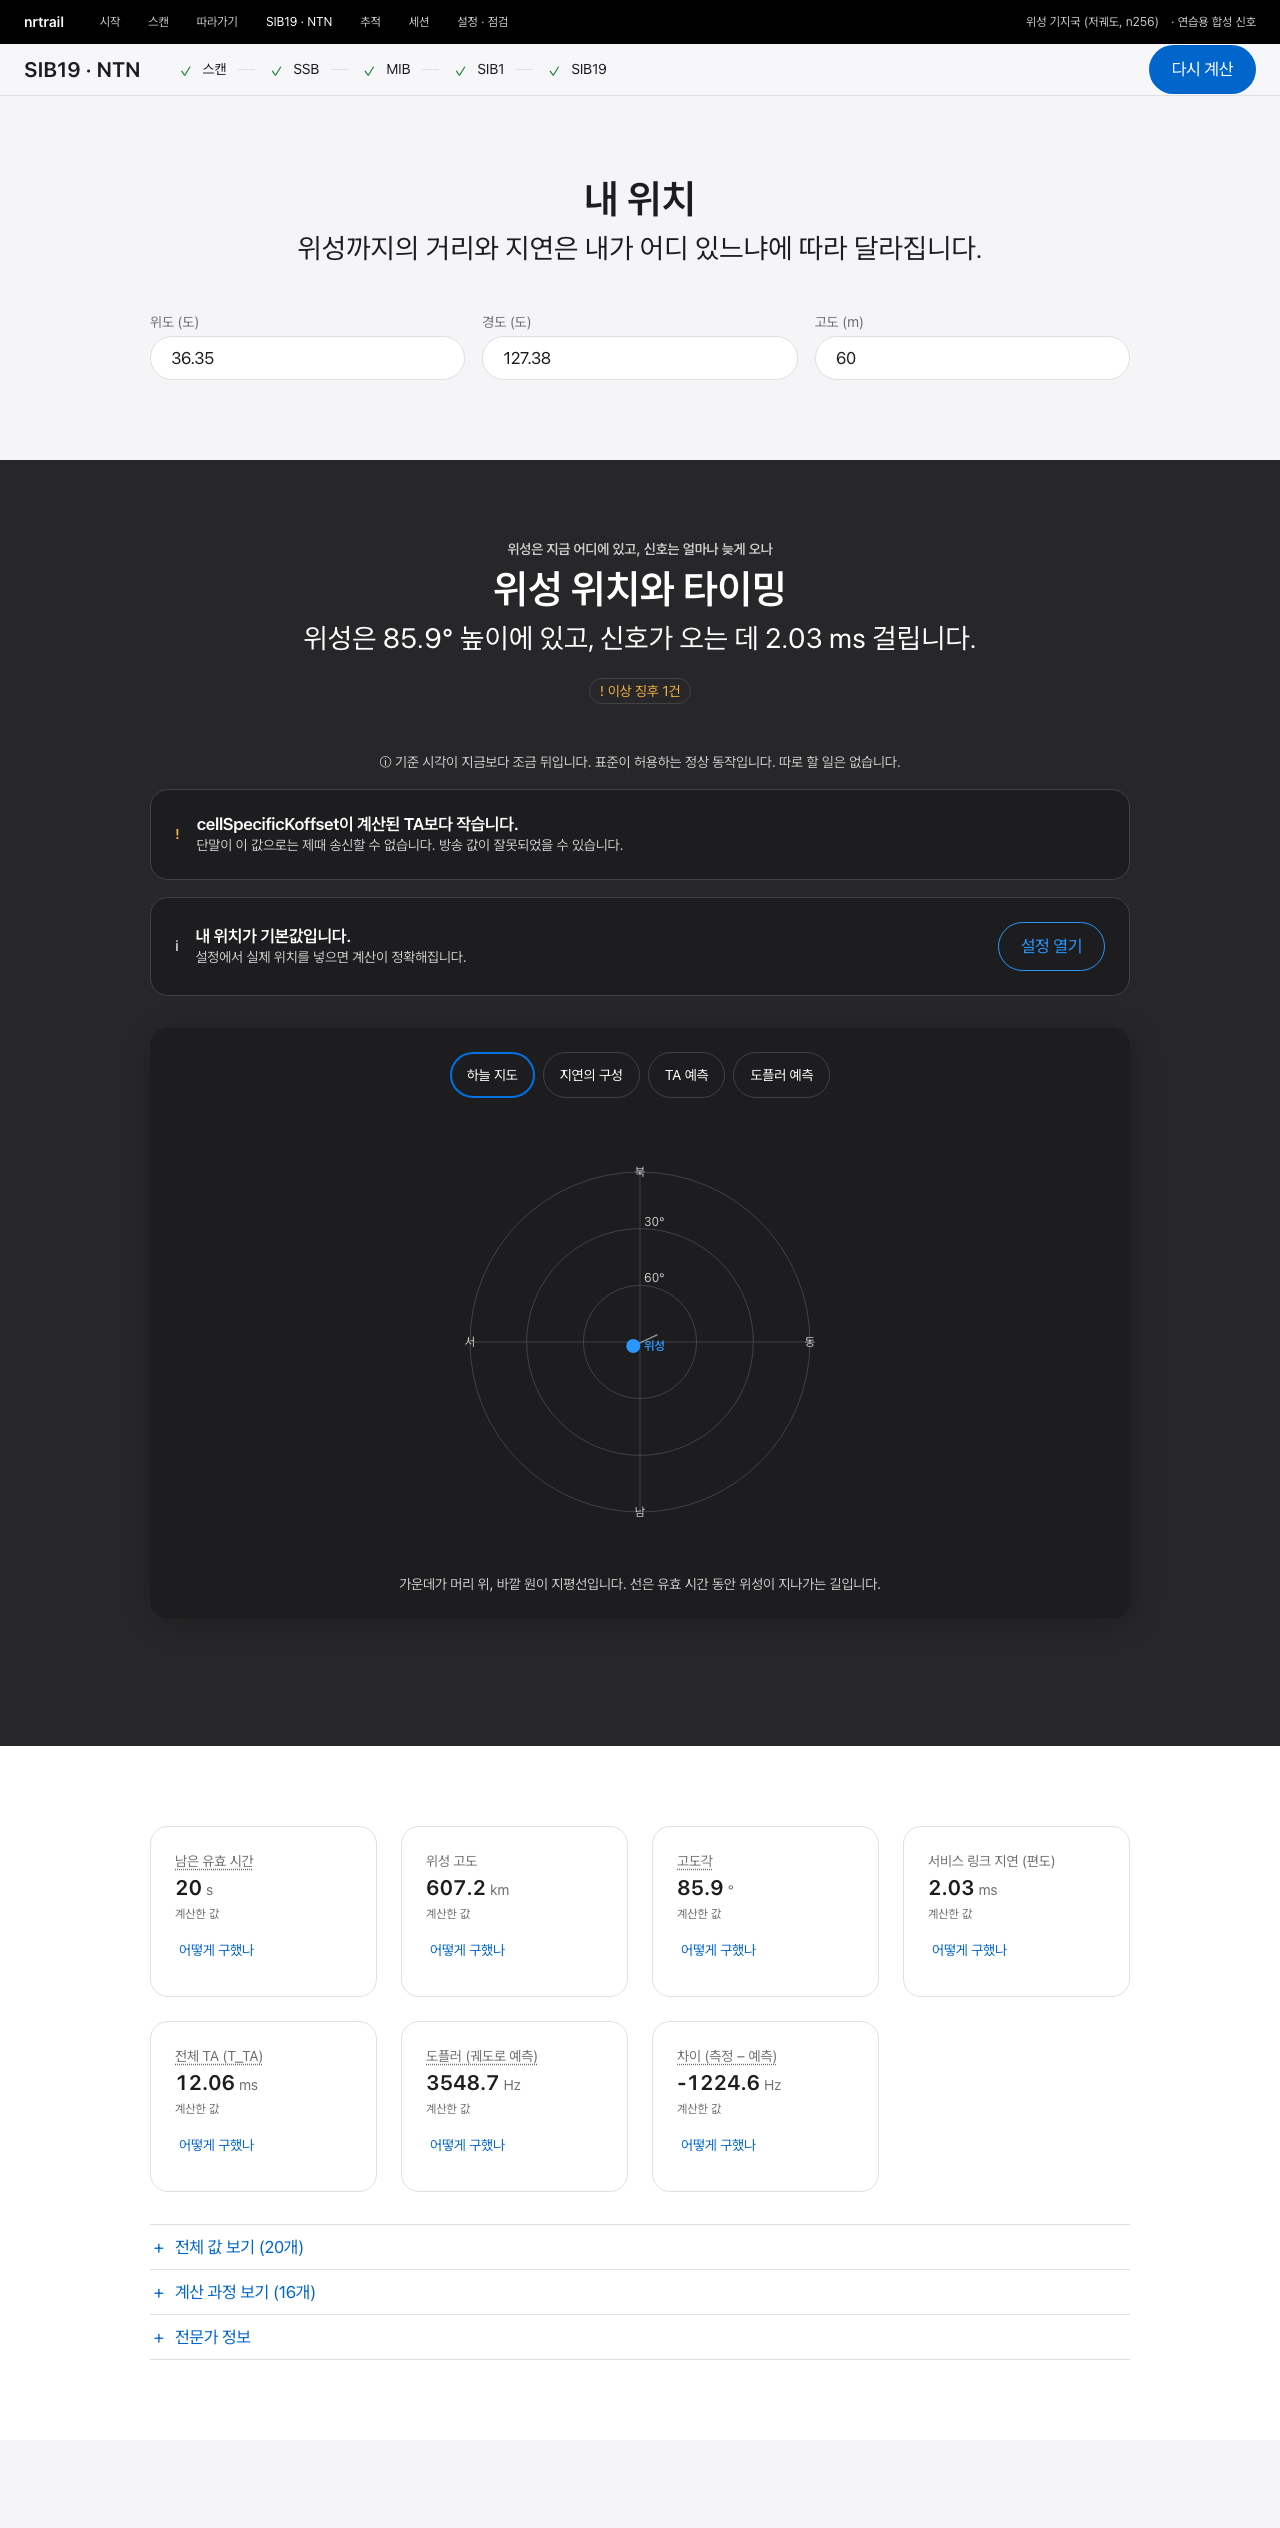 nrtrail 시작 스캔 따라가기 SIB19 · NTN 추적 세션 설정 · 점검 위성 기지국 (저궤도, n256) · 연습용 합성 신호
SIB19 · NTN ✓ 스캔 ✓ SSB ✓ MIB ✓ SIB1 ✓ SIB19 다시 계산
내 위치
위성까지의 거리와 지연은 내가 어디 있느냐에 따라 달라집니다.
위도 (도) 경도 (도) 고도 (m)
36.35 127.38 60
위성은 지금 어디에 있고, 신호는 얼마나 늦게 오나
위성 위치와 타이밍
위성은 85.9° 높이에 있고, 신호가 오는 데 2.03 ms 걸립니다.
! 이상 징후 1건
ⓘ 기준 시각이 지금보다 조금 뒤입니다. 표준이 허용하는 정상 동작입니다. 따로 할 일은 없습니다.
! cellSpecificKoffset이 계산된 TA보다 작습니다.
단말이 이 값으로는 제때 송신할 수 없습니다. 방송 값이 잘못되었을 수 있습니다.
i 내 위치가 기본값입니다.
설정에서 실제 위치를 넣으면 계산이 정확해집니다.
설정 열기
하늘 지도 지연의 구성 TA 예측 도플러 예측
북
30°
60°
서 위성 동
남
가운데가 머리 위, 바깥 원이 지평선입니다. 선은 유효 시간 동안 위성이 지나가는 길입니다.
남은 유효 시간 위성 고도 고도각 서비스 링크 지연 (편도)
20 s 607.2 km 85.9 ° 2.03 ms
계산한 값 계산한 값 계산한 값 계산한 값
어떻게 구했나 어떻게 구했나 어떻게 구했나 어떻게 구했나
전체 TA (T_TA) 도플러 (궤도로 예측) 차이 (측정 − 예측)
12.06 ms 3548.7 Hz -1224.6 Hz
계산한 값 계산한 값 계산한 값
어떻게 구했나 어떻게 구했나 어떻게 구했나
+ 전체 값 보기 (20개)
+ 계산 과정 보기 (16개)
+ 전문가 정보